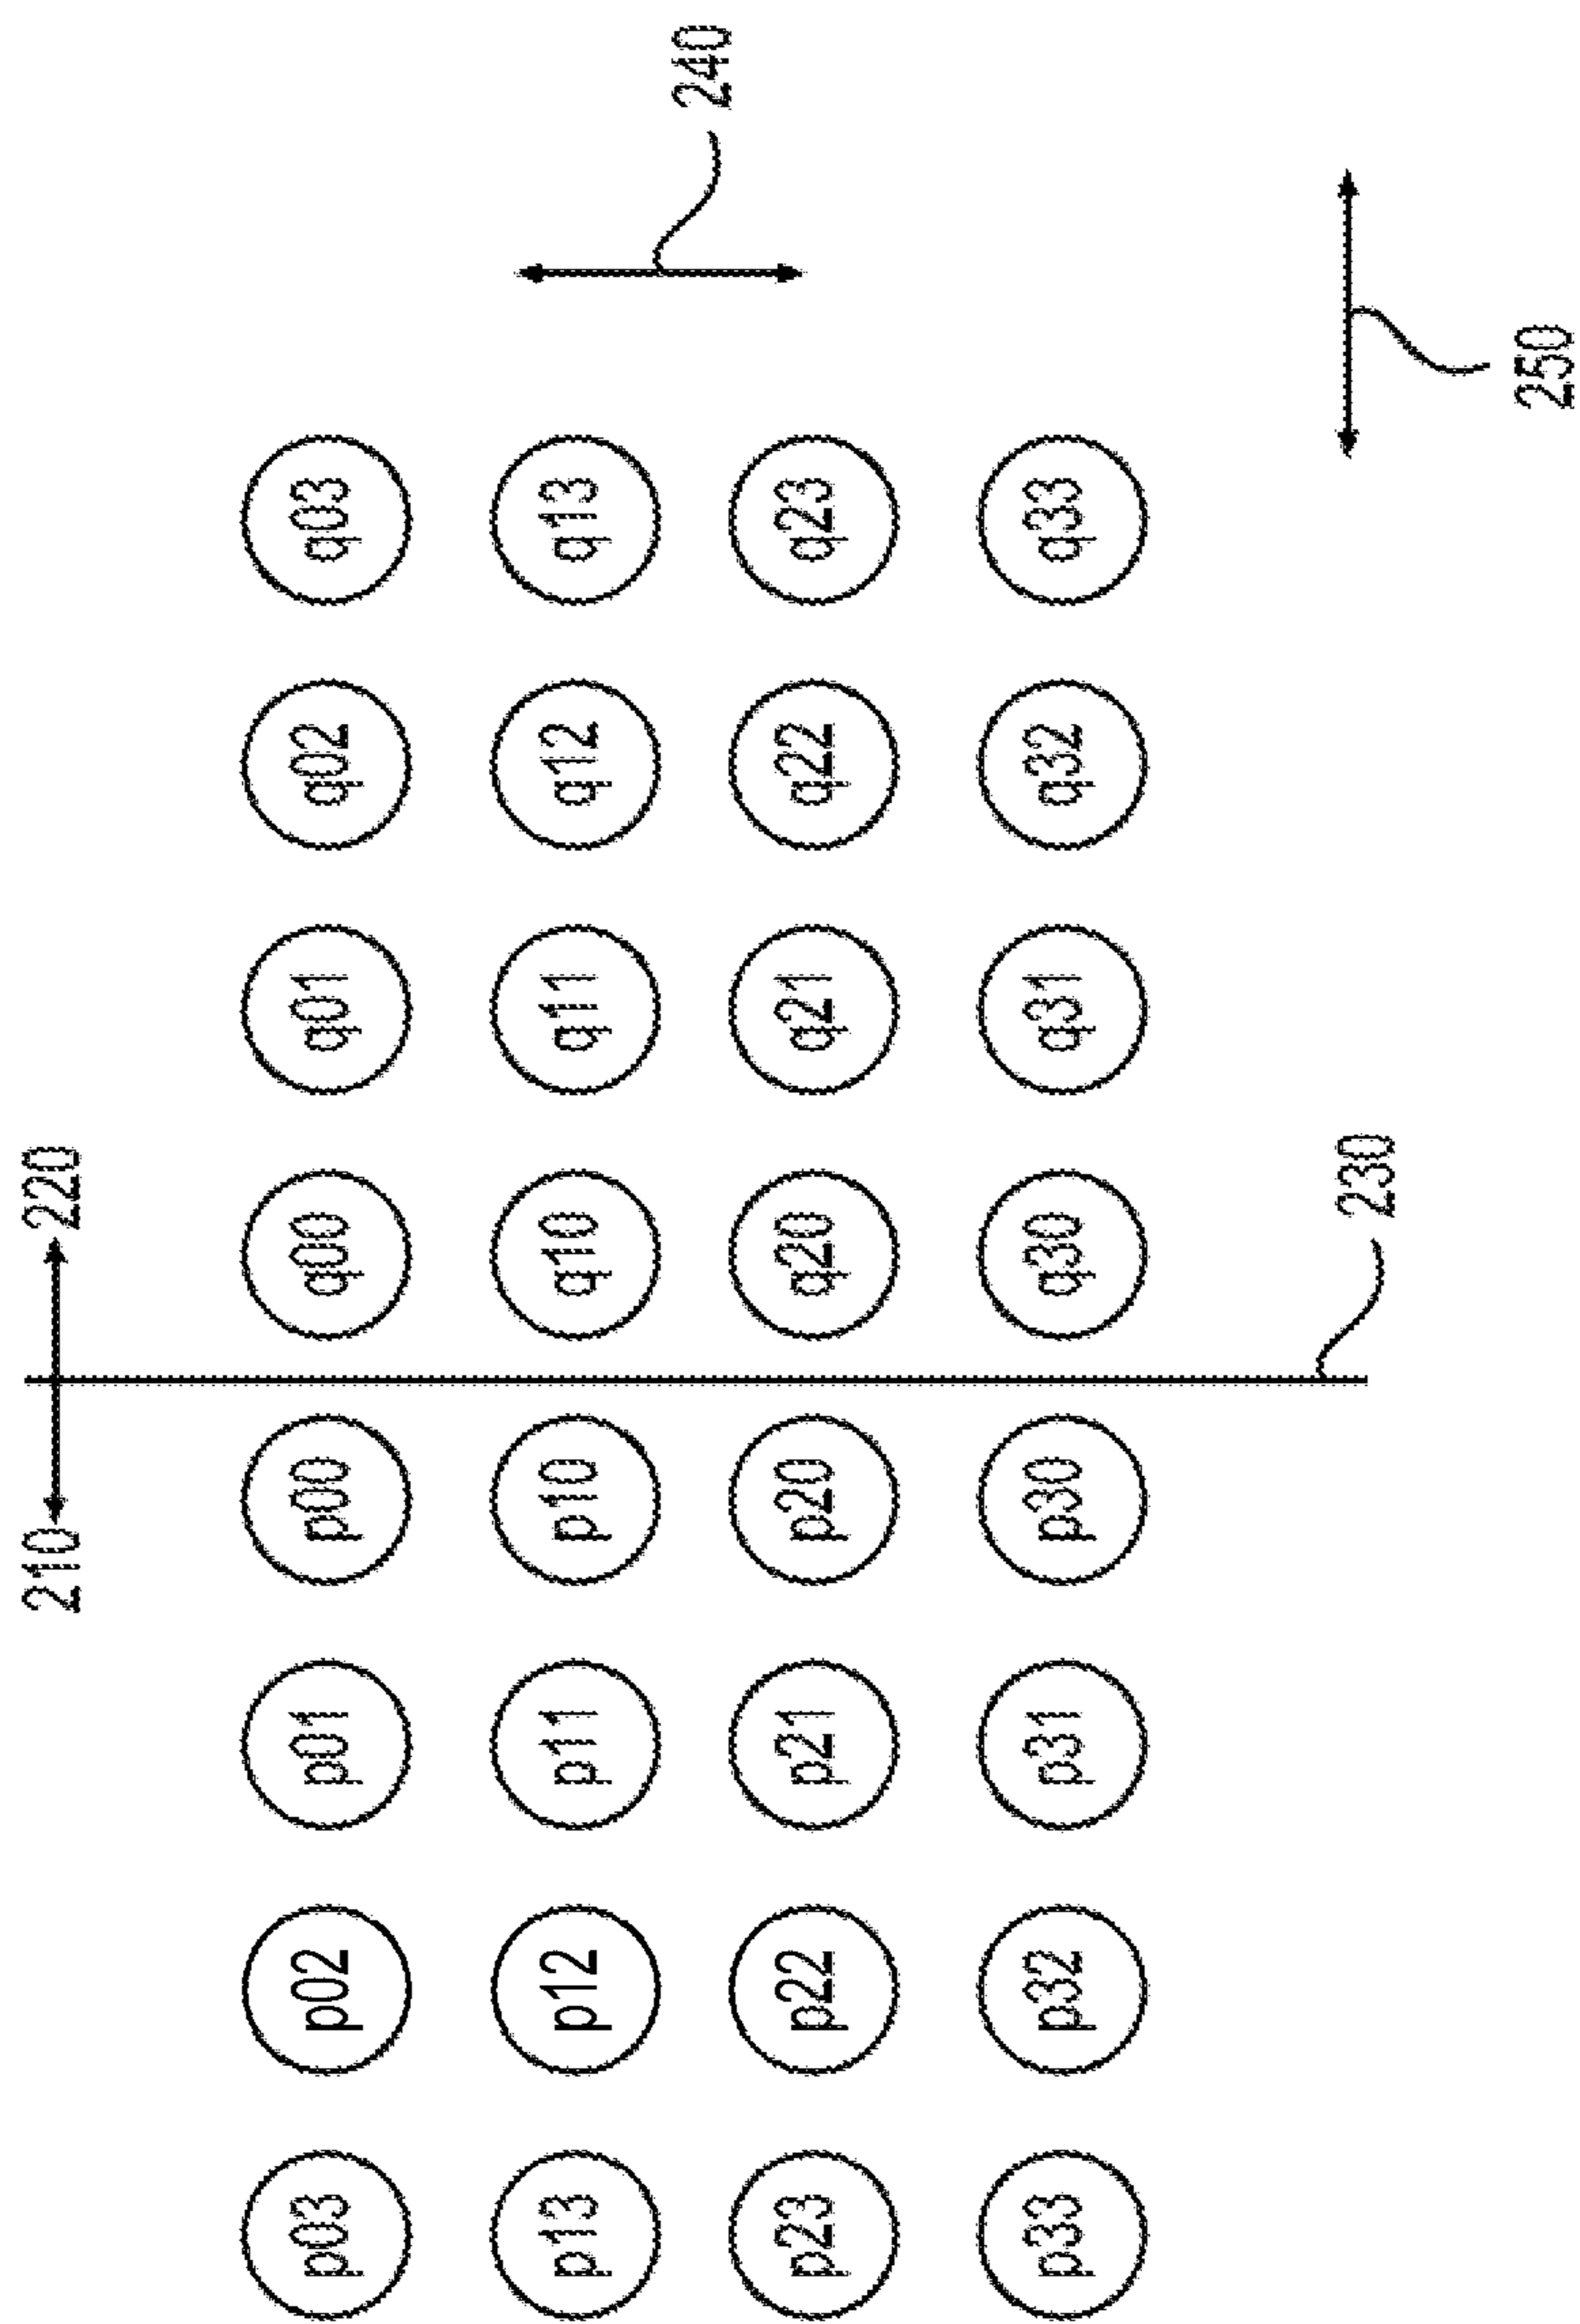 210 220
p03 p02 p01 p00 q00 q01 q02 q03
p13 p12 p11 p10 q10 q11 q12 q13
240
p23 p22 p21 p20 q20 q21 q22 q23
p33 p32 p31 p30 q30 q31 q32 q33
230
250